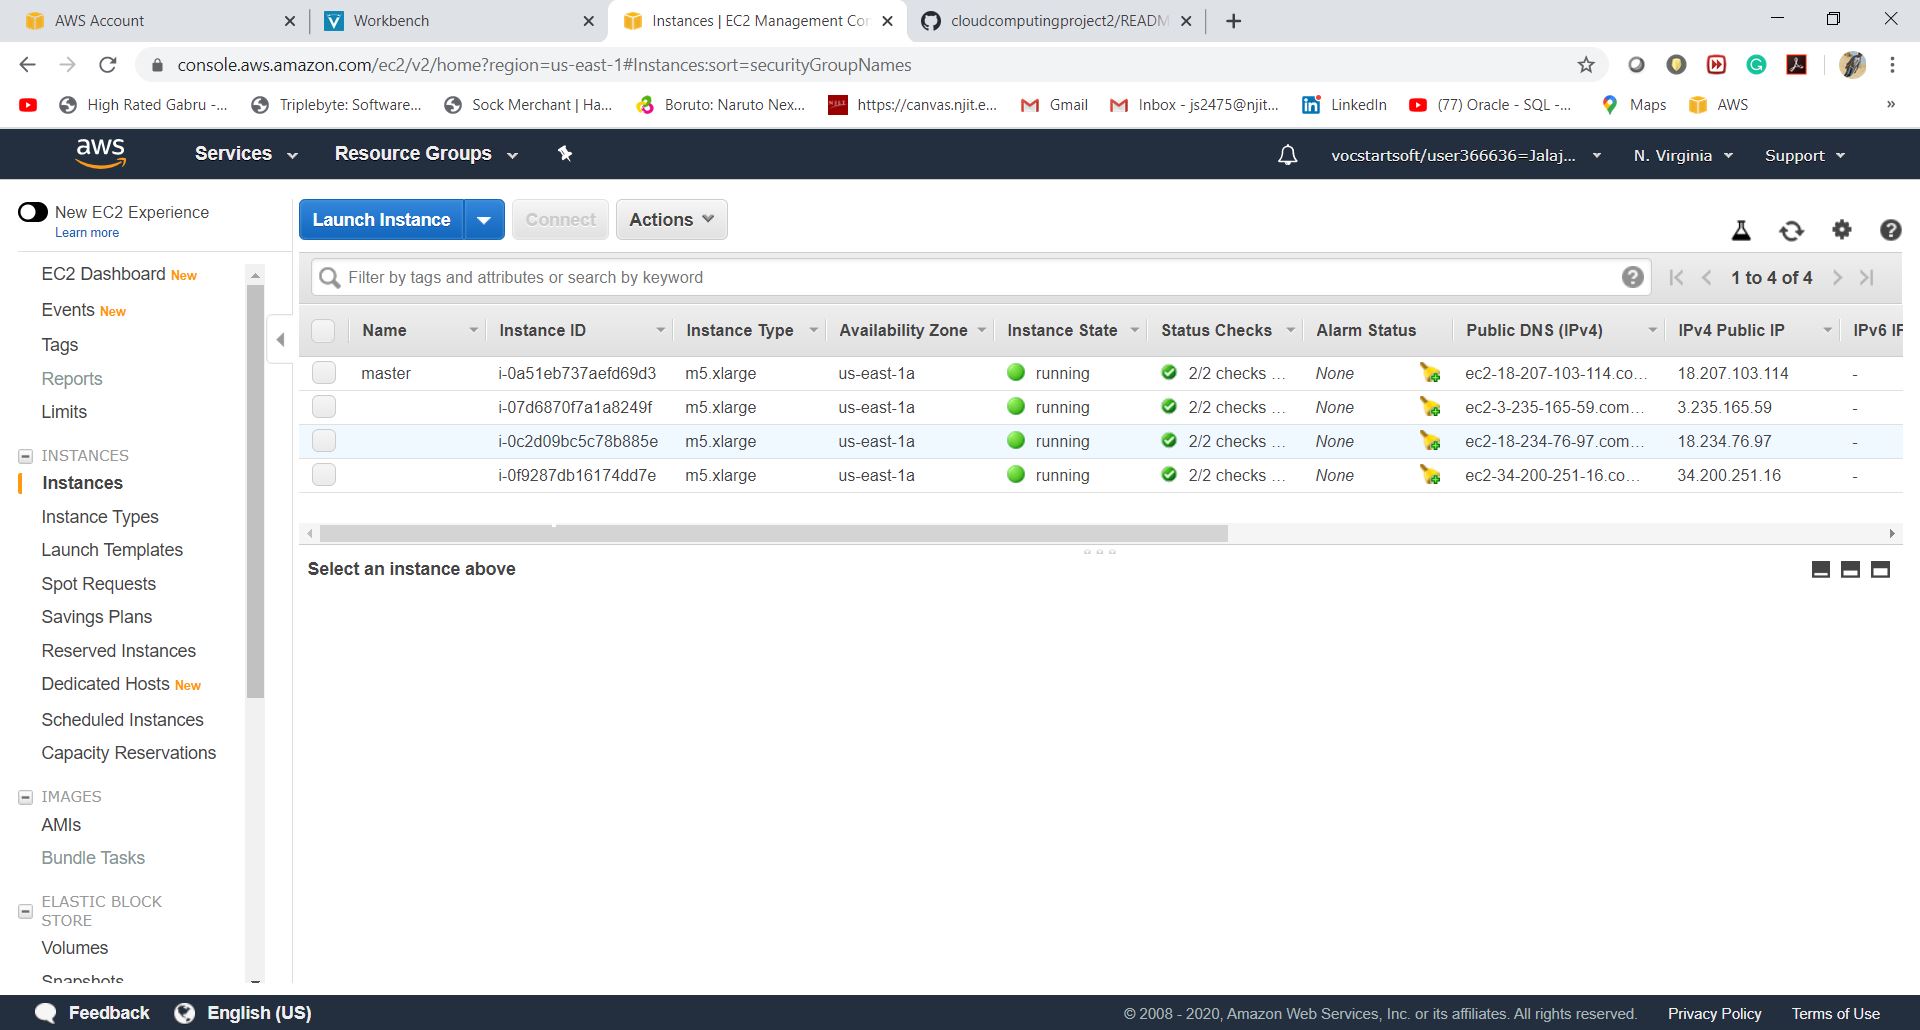 AWS Account
Workbench
Instances | EC2 Management Co
cloudcomputingproject2/READM
console.aws.amazon.com/ec2/v2/home?region=us-east-1#Instances:sort=securityGroupNames
High Rated Gabru -...
Triplebyte: Software...
Sock Merchant | Ha...
Boruto: Naruto Nex...
https://canvas.njit.e...
Gmail
Inbox - js2475@njit...
LinkedIn
(77) Oracle - SQL -...
Maps
AWS
»
aws
Services
Resource Groups
vocstartsoft/user366636=Jalaj...
N. Virginia
Support
New EC2 Experience
Learn more
EC2 Dashboard New
Events New
Tags
Reports
Limits
INSTANCES
Instances
Instance Types
Launch Templates
Spot Requests
Savings Plans
Reserved Instances
Dedicated Hosts New
Scheduled Instances
Capacity Reservations
IMAGES
AMIs
Bundle Tasks
ELASTIC BLOCK
STORE
Volumes
Snapshots
Launch Instance
Connect
Actions
Filter by tags and attributes or search by keyword
1 to 4 of 4
Name Instance ID Instance Type Availability Zone Instance State Status Checks Alarm Status Public DNS (IPv4) IPv4 Public IP IPv6 IP
master i-0a51eb737aefd69d3 m5.xlarge us-east-1a running 2/2 checks ... None ec2-18-207-103-114.co... 18.207.103.114 -
i-07d6870f7a1a8249f m5.xlarge us-east-1a running 2/2 checks ... None ec2-3-235-165-59.com... 3.235.165.59 -
i-0c2d09bc5c78b885e m5.xlarge us-east-1a running 2/2 checks ... None ec2-18-234-76-97.com... 18.234.76.97 -
i-0f9287db16174dd7e m5.xlarge us-east-1a running 2/2 checks ... None ec2-34-200-251-16.co... 34.200.251.16 -
Select an instance above
Feedback
English (US)
© 2008 - 2020, Amazon Web Services, Inc. or its affiliates. All rights reserved.
Privacy Policy
Terms of Use